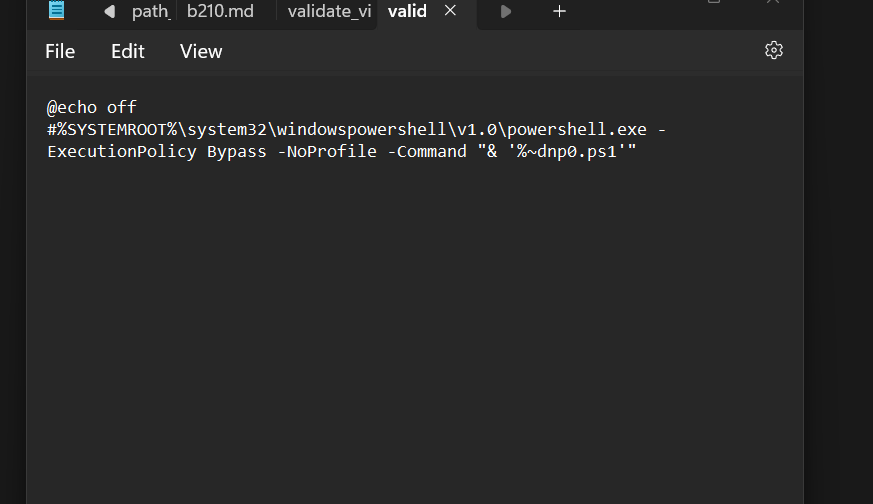 path_ b210.md validate_vi valid
File Edit View
@echo off
#%SYSTEMROOT%\system32\windowspowershell\v1.0\powershell.exe -
ExecutionPolicy Bypass -NoProfile -Command "& '%~dnp0.ps1'"